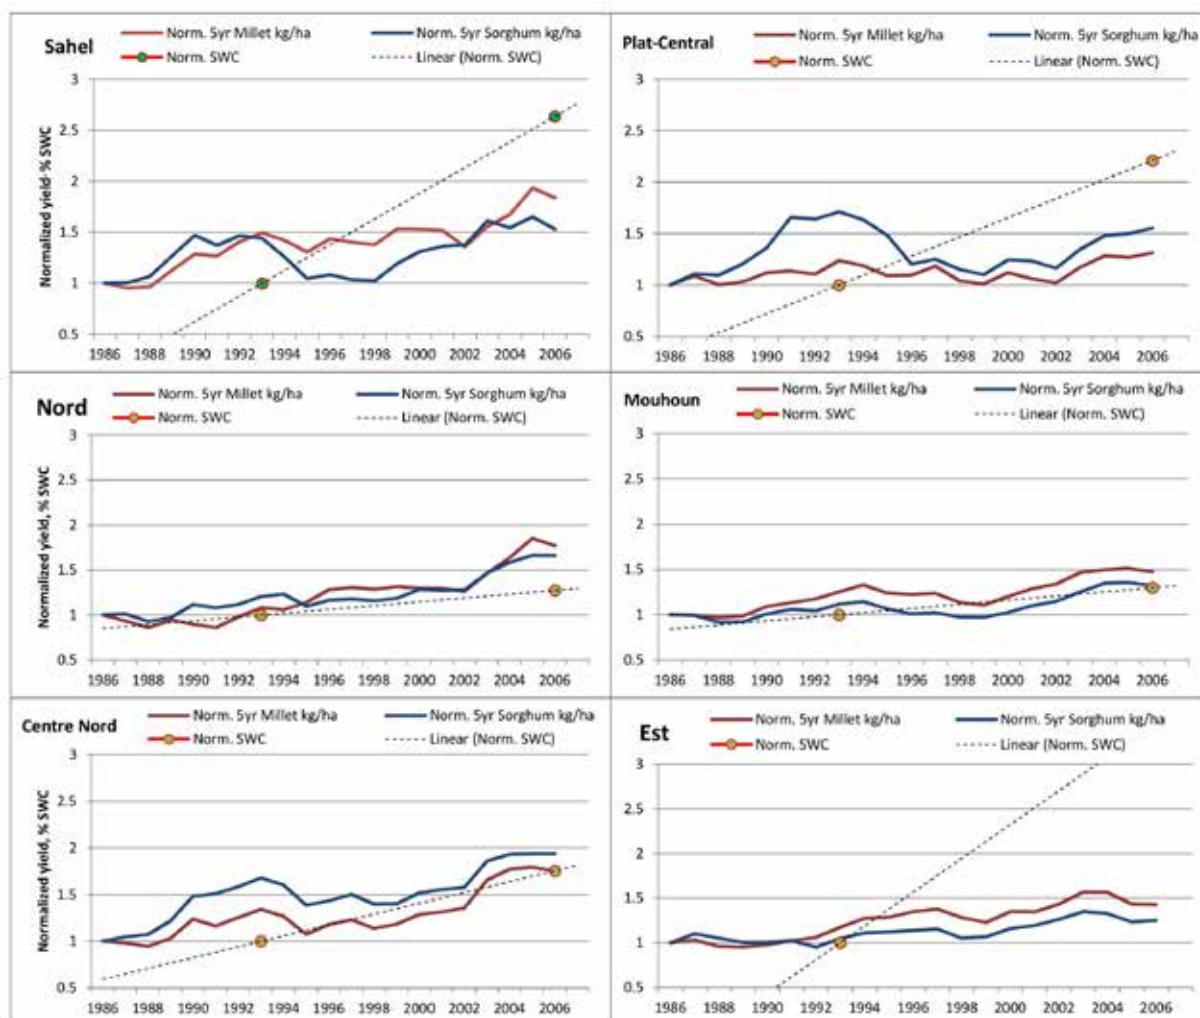 Sahel
Norm. 5yr Millet kg/ha
Norm. 5yr Sorghum kg/ha
Norm. SWC
Linear (Norm. SWC)
Normalized yield- % SWC
3
2.5
2
1.5
1
0.5
1986 1988 1990 1992 1994 1996 1998 2000 2002 2004 2006
Plat-Central
Norm. 5yr Millet kg/ha
Norm. 5yr Sorghum kg/ha
Norm. SWC
Linear (Norm. SWC)
3
2.5
2
1.5
1
0.5
1986 1988 1990 1992 1994 1996 1998 2000 2002 2004 2006
Nord
Norm. 5yr Millet kg/ha
Norm. 5yr Sorghum kg/ha
Norm. SWC
Linear (Norm. SWC)
Normalized yield, % SWC
3
2.5
2
1.5
1
0.5
1986 1988 1990 1992 1994 1996 1998 2000 2002 2004 2006
Mouhoun
Norm. 5yr Millet kg/ha
Norm. 5yr Sorghum kg/ha
Norm. SWC
Linear (Norm. SWC)
3
2.5
2
1.5
1
0.5
1986 1988 1990 1992 1994 1996 1998 2000 2002 2004 2006
Centre Nord
Norm. 5yr Millet kg/ha
Norm. 5yr Sorghum kg/ha
Norm. SWC
Linear (Norm. SWC)
Normalized yield, % SWC
3
2.5
2
1.5
1
0.5
1986 1988 1990 1992 1994 1996 1998 2000 2002 2004 2006
Est
Norm. 5yr Millet kg/ha
Norm. 5yr Sorghum kg/ha
Norm. SWC
Linear (Norm. SWC)
3
2.5
2
1.5
1
0.5
1986 1988 1990 1992 1994 1996 1998 2000 2002 2004 2006